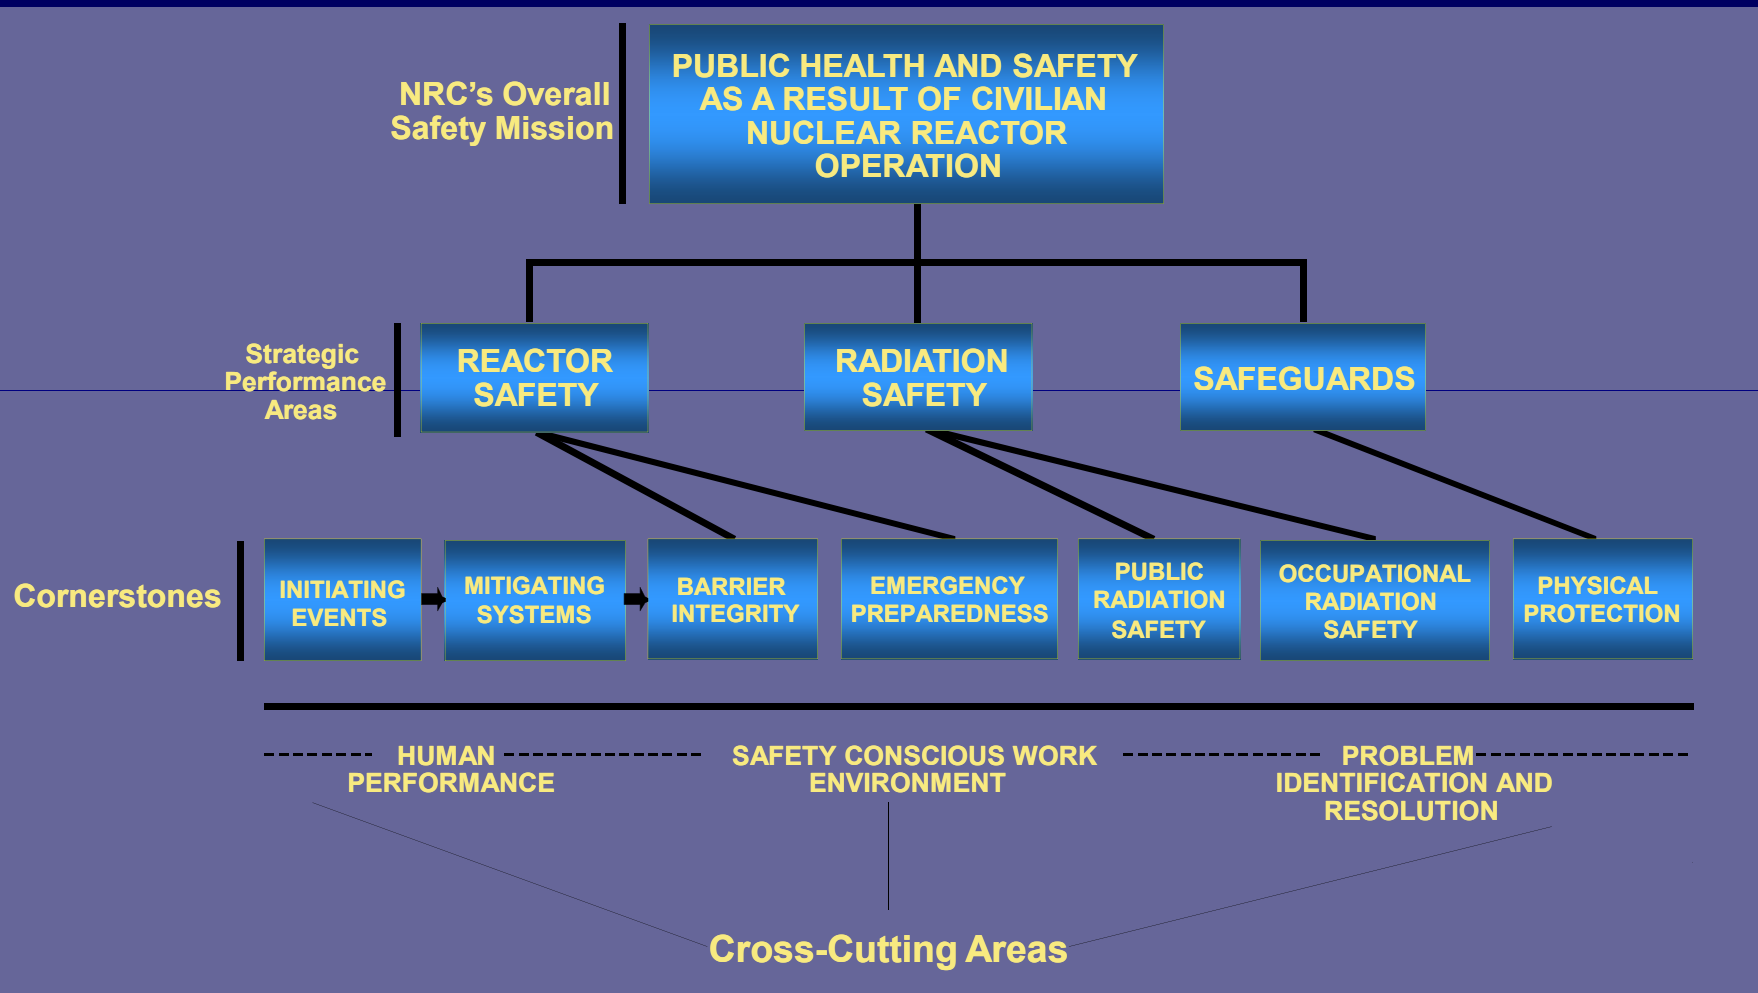 NRC’s Overall
Safety Mission
PUBLIC HEALTH AND SAFETY
AS A RESULT OF CIVILIAN
NUCLEAR REACTOR
OPERATION
Strategic
Performance
Areas
REACTOR
SAFETY
RADIATION
SAFETY
SAFEGUARDS
Cornerstones
INITIATING
EVENTS
MITIGATING
SYSTEMS
BARRIER
INTEGRITY
EMERGENCY
PREPAREDNESS
PUBLIC
RADIATION
SAFETY
OCCUPATIONAL
RADIATION
SAFETY
PHYSICAL
PROTECTION
HUMAN
PERFORMANCE
SAFETY CONSCIOUS WORK
ENVIRONMENT
PROBLEM
IDENTIFICATION AND
RESOLUTION
Cross-Cutting Areas